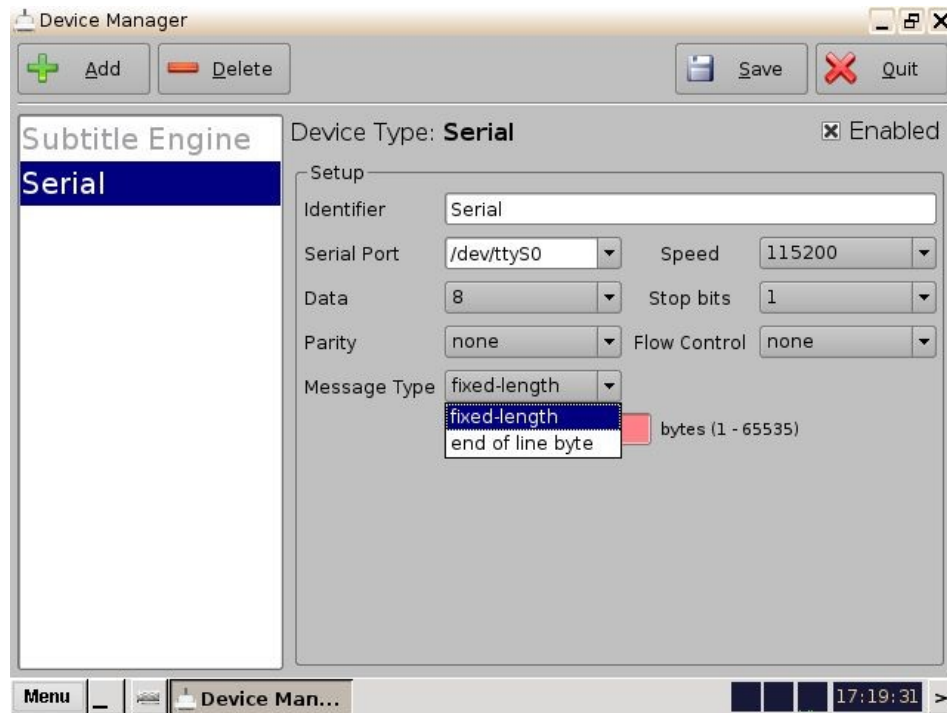 Device Manager
Add Delete Save Quit
Subtitle Engine
Serial
Device Type: Serial Enabled
Setup
Identifier Serial
Serial Port /dev/ttyS0 Speed 115200
Data 8 Stop bits 1
Parity none Flow Control none
Message Type fixed-length
fixed-length
end of line byte
bytes (1 - 65535)
Menu Device Man... 17:19:31 >